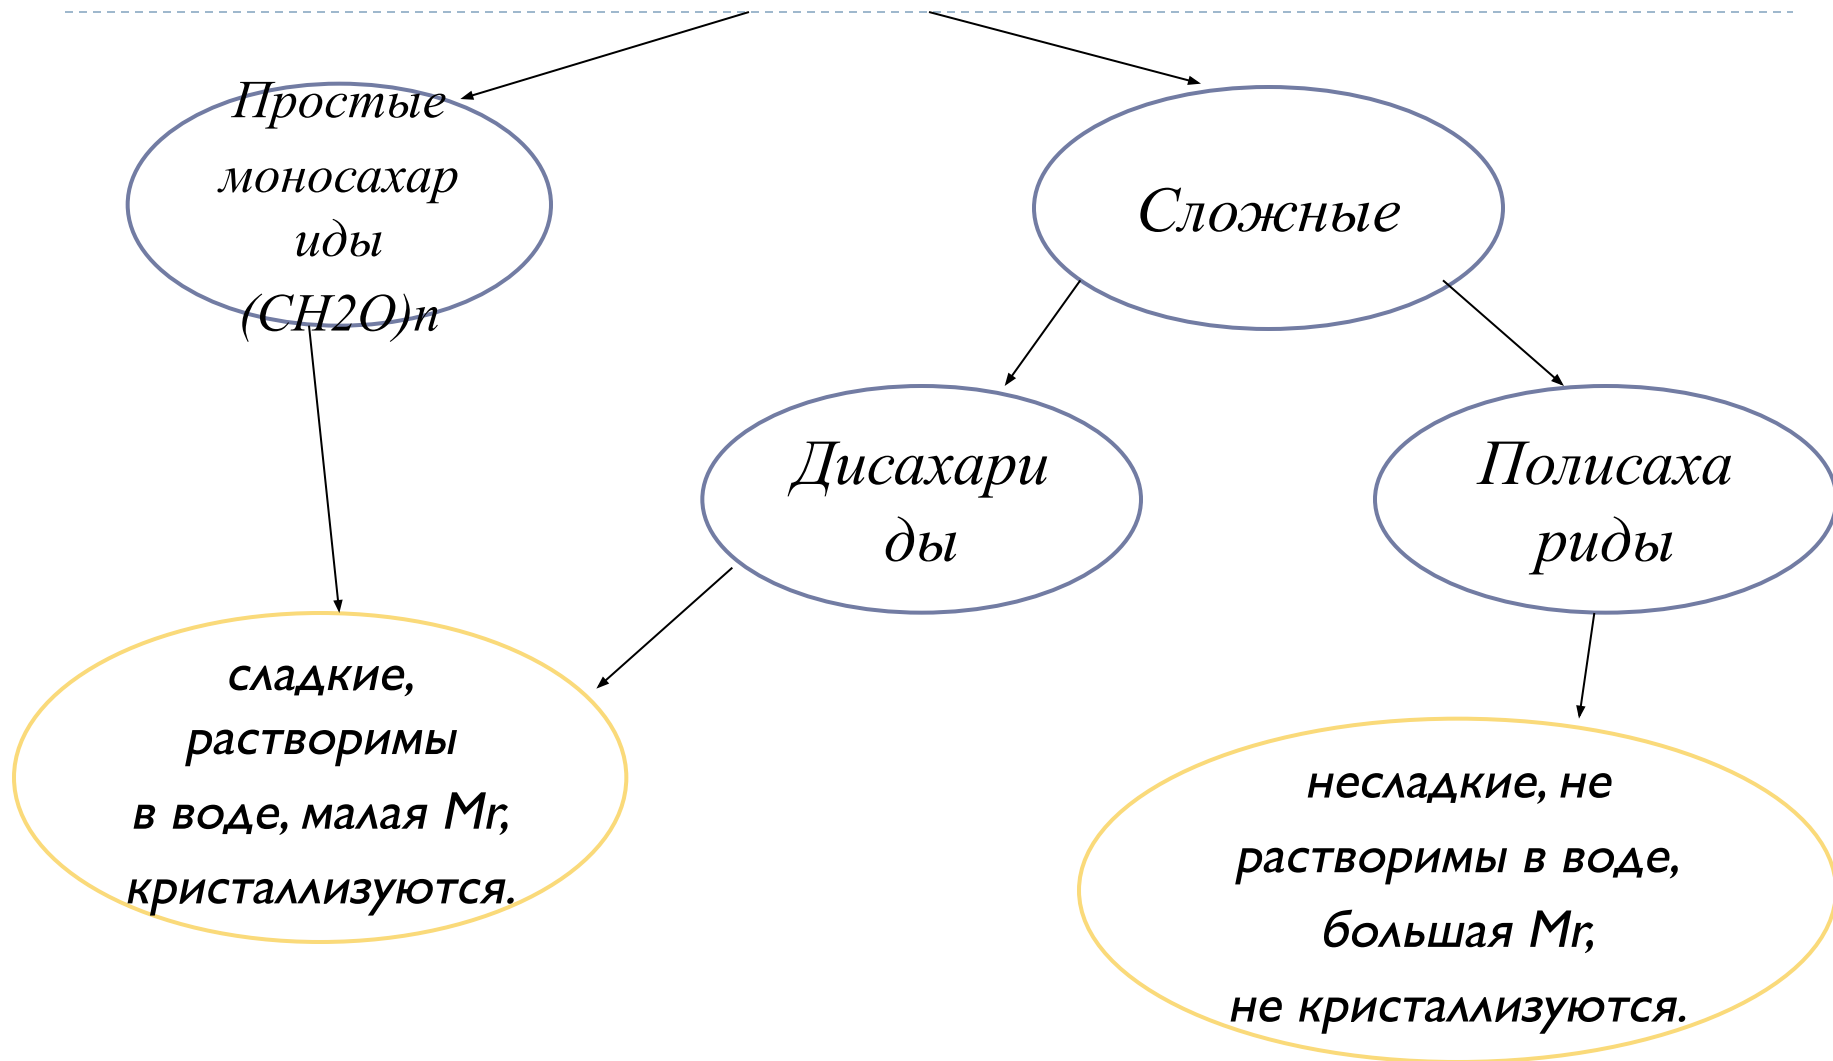 Простые
моносахар
иды
(CH2O)n
Сложные
Дисахари
ды
Полисаха
риды
сладкие,
растворимы
в воде, малая Mr,
кристаллизуются.
несладкие, не
растворимы в воде,
большая Mr,
не кристаллизуются.